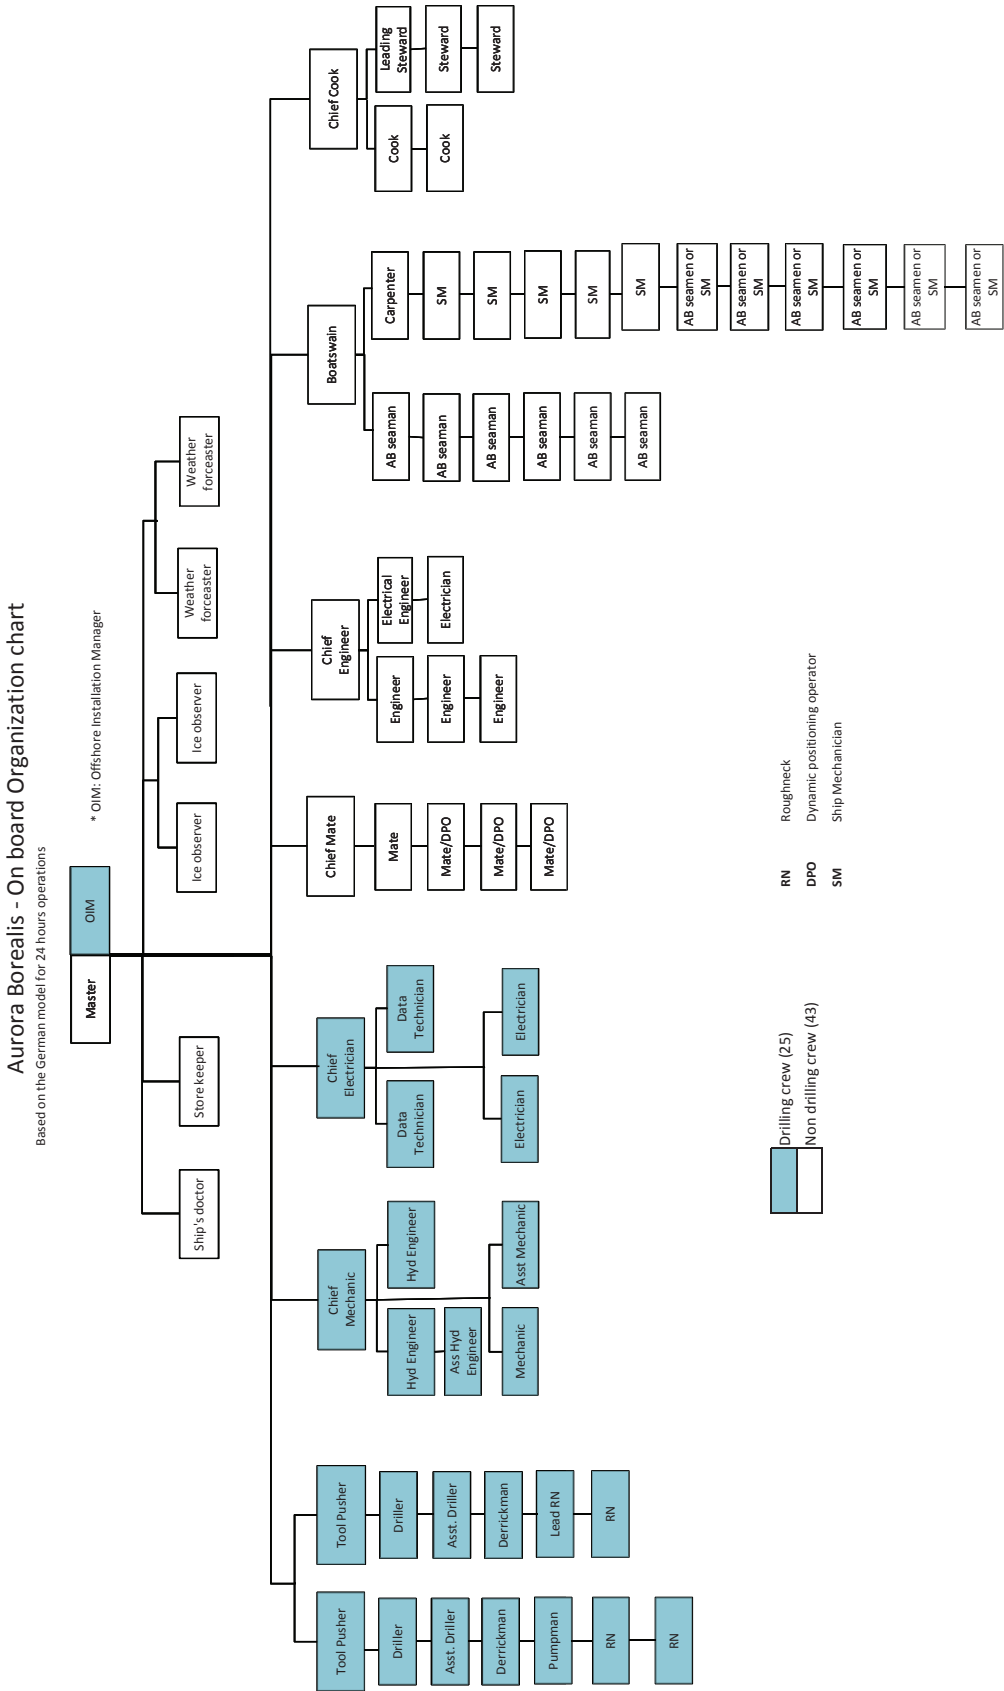 Aurora Borealis - On board Organization chart
Based on the German model for 24 hours operations
Master
OIM
* OIM: Offshore Installation Manager
Ship's doctor
Store keeper
Ice observer
Ice observer
Weather
forceaster
Weather
forceaster
Tool Pusher
Driller
Asst. Driller
Derrickman
Pumpman
RN
RN
Tool Pusher
Driller
Asst. Driller
Derrickman
Lead RN
RN
Chief
Mechanic
Hyd Engineer
Ass Hyd
Engineer
Hyd Engineer
Mechanic
Asst Mechanic
Chief
Electrician
Data
Technician
Data
Technician
Electrician
Electrician
Chief Mate
Mate
Mate/DPO
Mate/DPO
Mate/DPO
Chief
Engineer
Engineer
Engineer
Engineer
Electrical
Engineer
Electrician
Boatswain
AB seaman
AB seaman
AB seaman
AB seaman
AB seaman
AB seaman
Carpenter
SM
SM
SM
SM
SM
AB seamen or
SM
AB seamen or
SM
AB seamen or
SM
AB seamen or
SM
AB seamen or
SM
AB seamen or
SM
Chief Cook
Cook
Cook
Leading
Steward
Steward
Steward
Drilling crew (25)
Non drilling crew (43)
RN Roughneck
DPO Dynamic positioning operator
SM Ship Mechanician